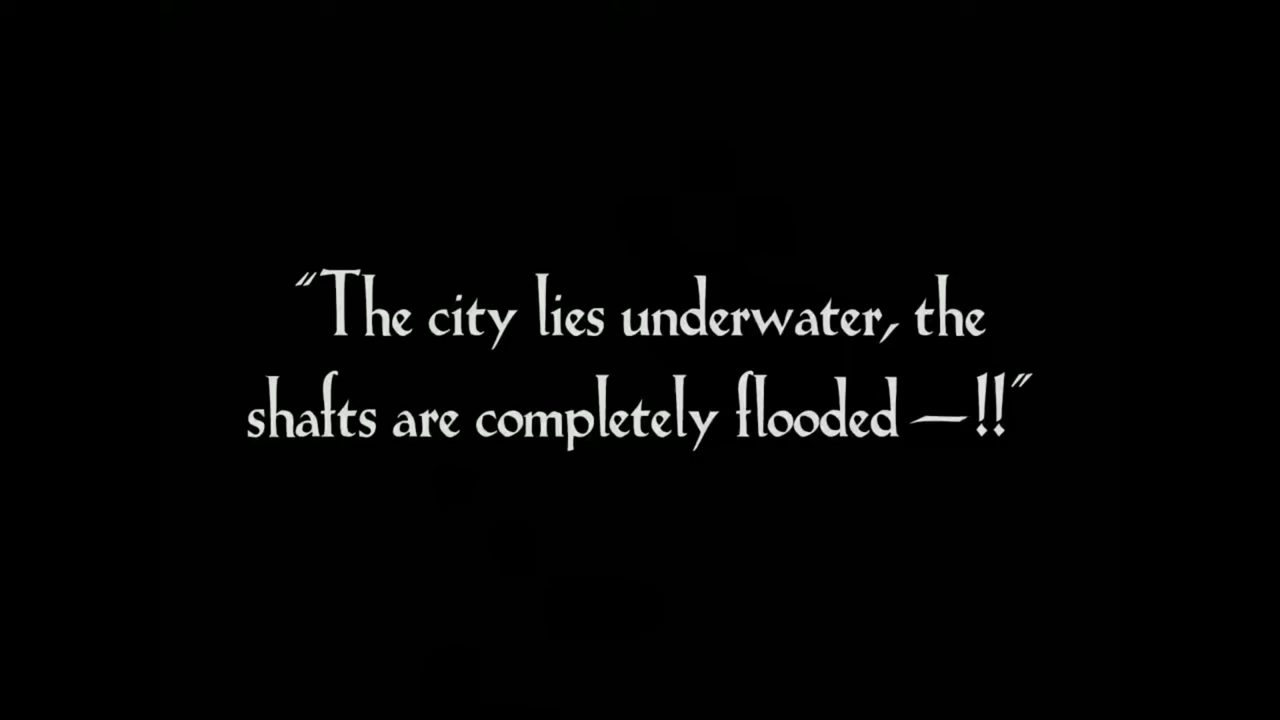 “The city lies underwater, the
shafts are completely flooded —!!”